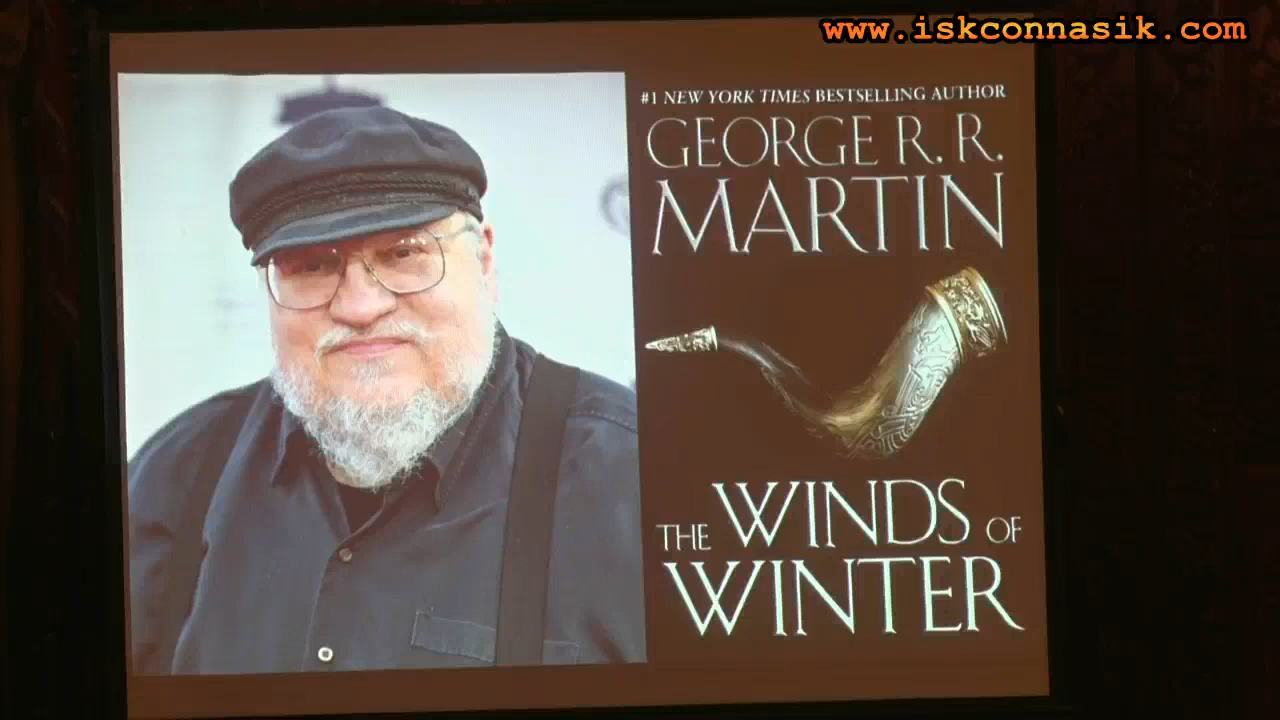 www.iskconnasik.com
#1 NEW YORK TIMES BESTSELLING AUTHOR
GEORGE R. R.
MARTIN
THE WINDS OF
WINTER